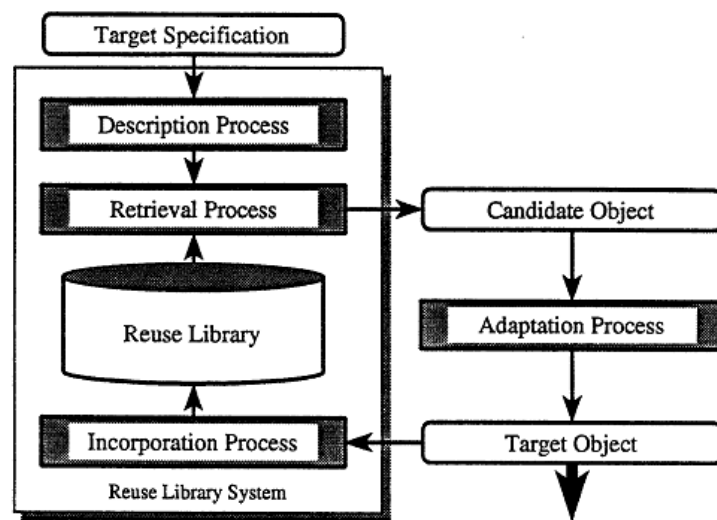 Target Specification
Description Process
Retrieval Process
Candidate Object
Reuse Library
Adaptation Process
Incorporation Process
Target Object
Reuse Library System